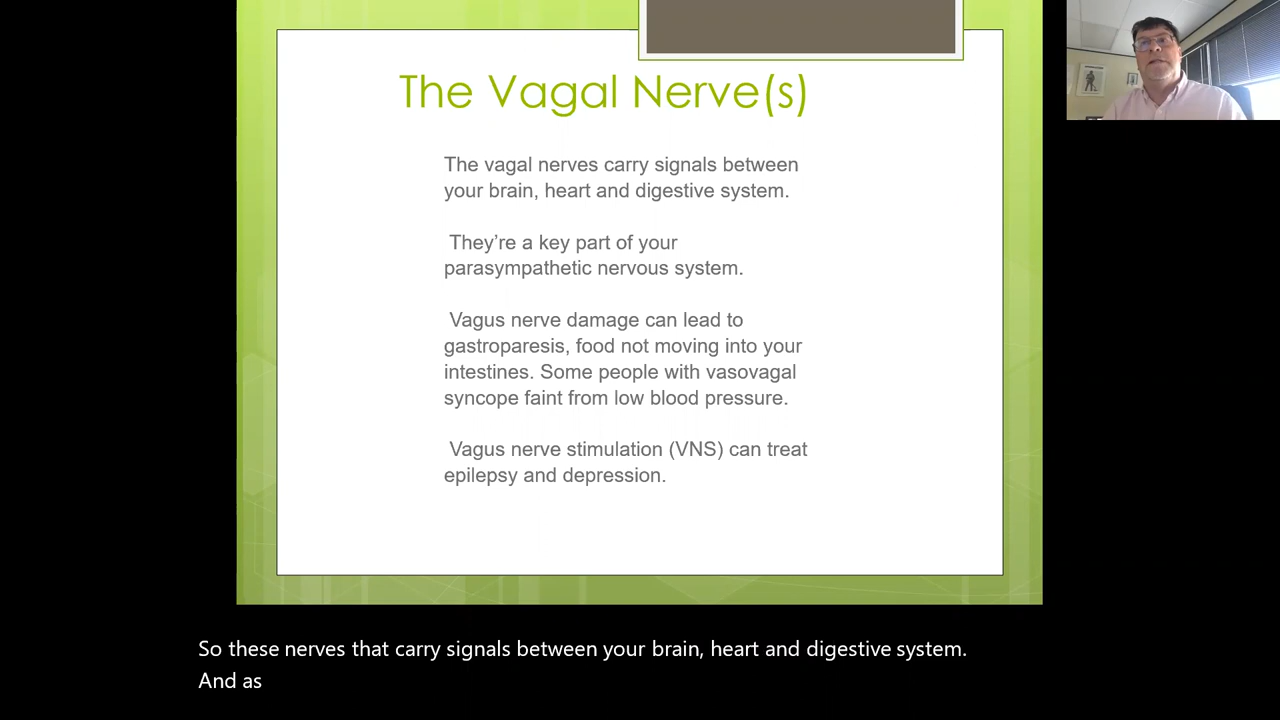 The Vagal Nerve(s)
The vagal nerves carry signals between
your brain, heart and digestive system.
They’re a key part of your
parasympathetic nervous system.
Vagus nerve damage can lead to
gastroparesis, food not moving into your
intestines. Some people with vasovagal
syncope faint from low blood pressure.
Vagus nerve stimulation (VNS) can treat
epilepsy and depression.
So these nerves that carry signals between your brain, heart and digestive system.
And as